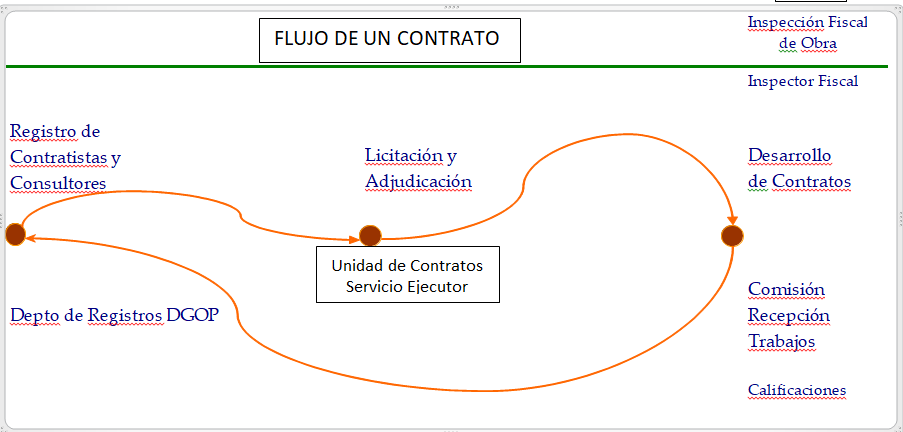 FLUJO DE UN CONTRATO
Inspección Fiscal
de Obra
Inspector Fiscal
Registro de
Contratistas y
Consultores
Licitación y
Adjudicación
Desarrollo
de Contratos
Unidad de Contratos
Servicio Ejecutor
Depto de Registros DGOP
Comisión
Recepción
Trabajos
Calificaciones